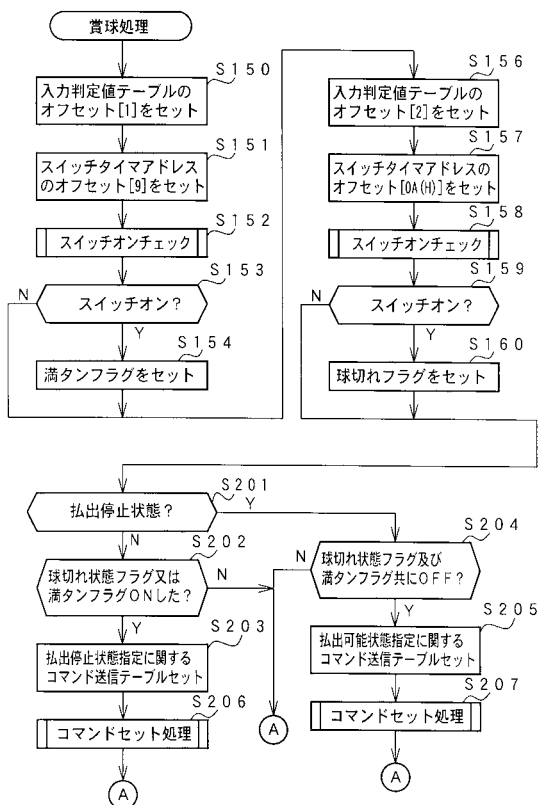 賞球処理
S150
入力判定値テーブルの
オフセット[1]をセット
S151
スイッチタイマアドレス
のオフセット[9]をセット
S152
スイッチオンチェック
S153
スイッチオン?
N
Y
S154
満タンフラグをセット
S156
入力判定値テーブルの
オフセット[2]をセット
S157
スイッチタイマアドレスの
オフセット[0A(H)]をセット
S158
スイッチオンチェック
S159
スイッチオン?
N
Y
S160
球切れフラグをセット
S201
払出停止状態?
Y
N
S202
球切れ状態フラグ又は
満タンフラグONした?
N
Y
S203
払出停止状態指定に関する
コマンド送信テーブルセット
S206
コマンドセット処理
A
S204
球切れ状態フラグ及び
満タンフラグ共にOFF?
N
Y
S205
払出可能状態指定に関する
コマンド送信テーブルセット
S207
コマンドセット処理
A
A